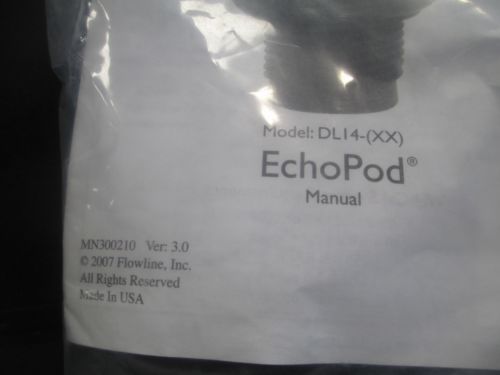 Model: DL14-(XX)
EchoPod®
Manual
MN300210 Ver: 3.0
© 2007 Flowline, Inc.
All Rights Reserved
Made In USA